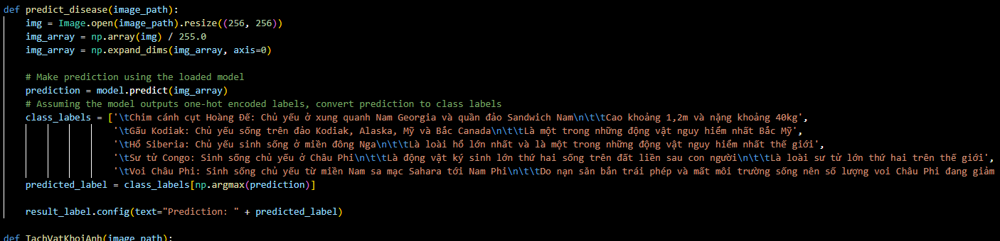 def predict_disease(image_path):
    img = Image.open(image_path).resize((256, 256))
    img_array = np.array(img) / 255.0
    img_array = np.expand_dims(img_array, axis=0)
    # Make prediction using the loaded model
    prediction = model.predict(img_array)
    # Assuming the model outputs one-hot encoded labels, convert prediction to class labels
    class_labels = ['\tChim cánh cụt Hoàng Đế: Chủ yếu ở xung quanh Nam Georgia và quần đảo Sandwich Nam\n\t\tCao khoảng 1,2m và nặng khoảng 40kg',
                    '\tGấu Kodiak: Chủ yếu sống trên đảo Kodiak, Alaska, Mỹ và Bắc Canada\n\t\tLà một trong những động vật nguy hiểm nhất Bắc Mỹ',
                    '\tHổ Siberia: Chủ yếu sinh sống ở miền đông Nga\n\t\tLà loài hổ lớn nhất và là một trong những động vật nguy hiểm nhất thế giới',
                    '\tSư tử Congo: Sinh sống chủ yếu ở Châu Phi\n\t\tLà động vật ký sinh lớn thứ hai sống trên đất liền sau con người\n\t\tLà loài sư tử lớn thứ hai trên thế giới',
                    '\tVoi Châu Phi: Sinh sống chủ yếu từ miền Nam sa mạc Sahara tới Nam Phi\n\t\tDo nạn săn bắn trái phép và mất môi trường sống nên số lượng voi Châu Phi đang giảm
    predicted_label = class_labels[np.argmax(prediction)]
    result_label.config(text="Prediction: " + predicted_label)
def TachVatKhoiAnh(image_path):